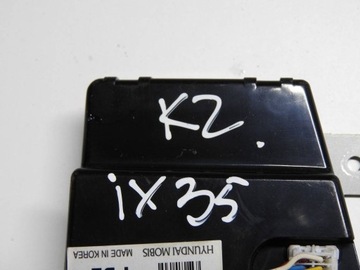 K2.
ix35
HYUNDAI MOBIS
MADE IN KOREA